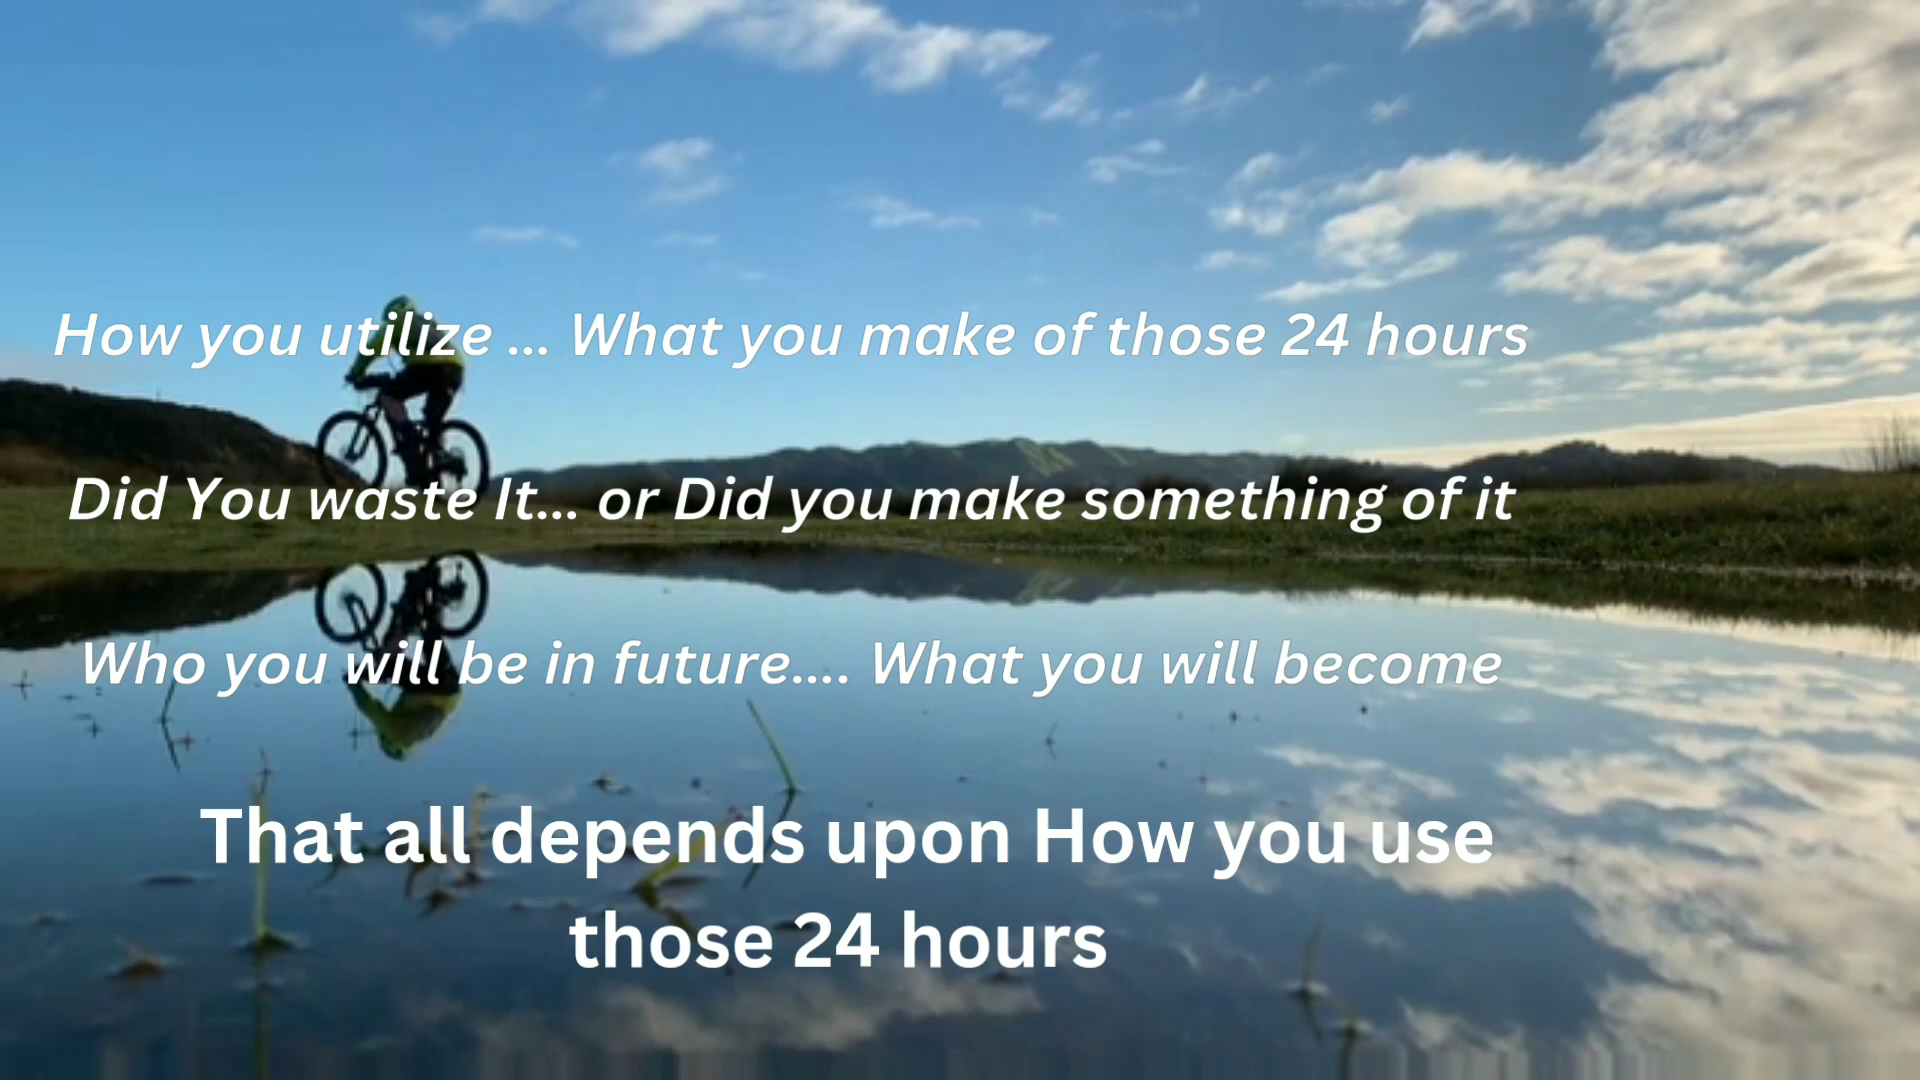 How you utilize ... What you make of those 24 hours
Did You waste It... or Did you make something of it
Who you will be in future.... What you will become
That all depends upon How you use
those 24 hours